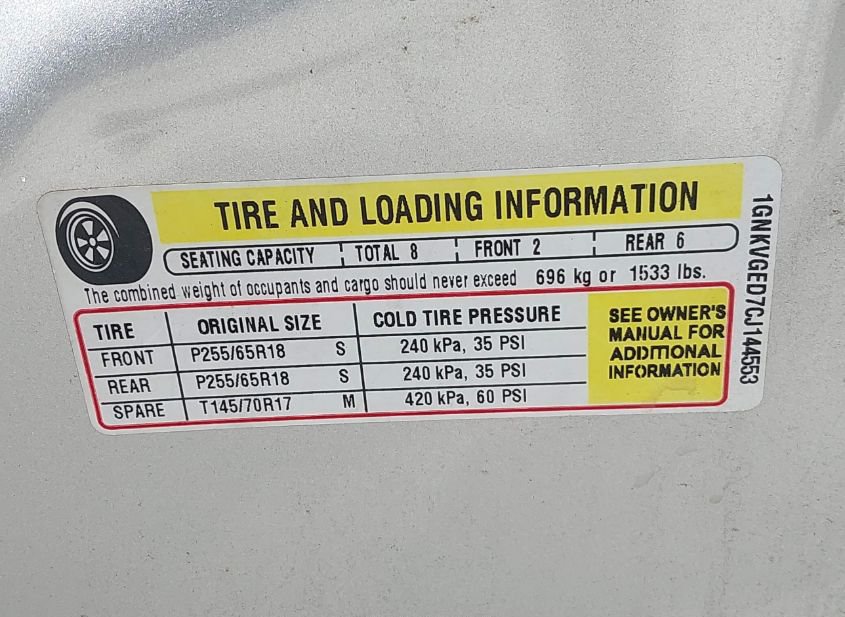 TIRE AND LOADING INFORMATION
SEATING CAPACITY TOTAL 8 FRONT 2 REAR 6
The combined weight of occupants and cargo should never exceed 696 kg or 1533 lbs.
TIRE ORIGINAL SIZE COLD TIRE PRESSURE
FRONT P255/65R18 S 240 kPa, 35 PSI
REAR P255/65R18 S 240 kPa, 35 PSI
SPARE T145/70R17 M 420 kPa, 60 PSI
SEE OWNER'S
MANUAL FOR
ADDITIONAL
INFORMATION
1GNKVGED7CJ144553